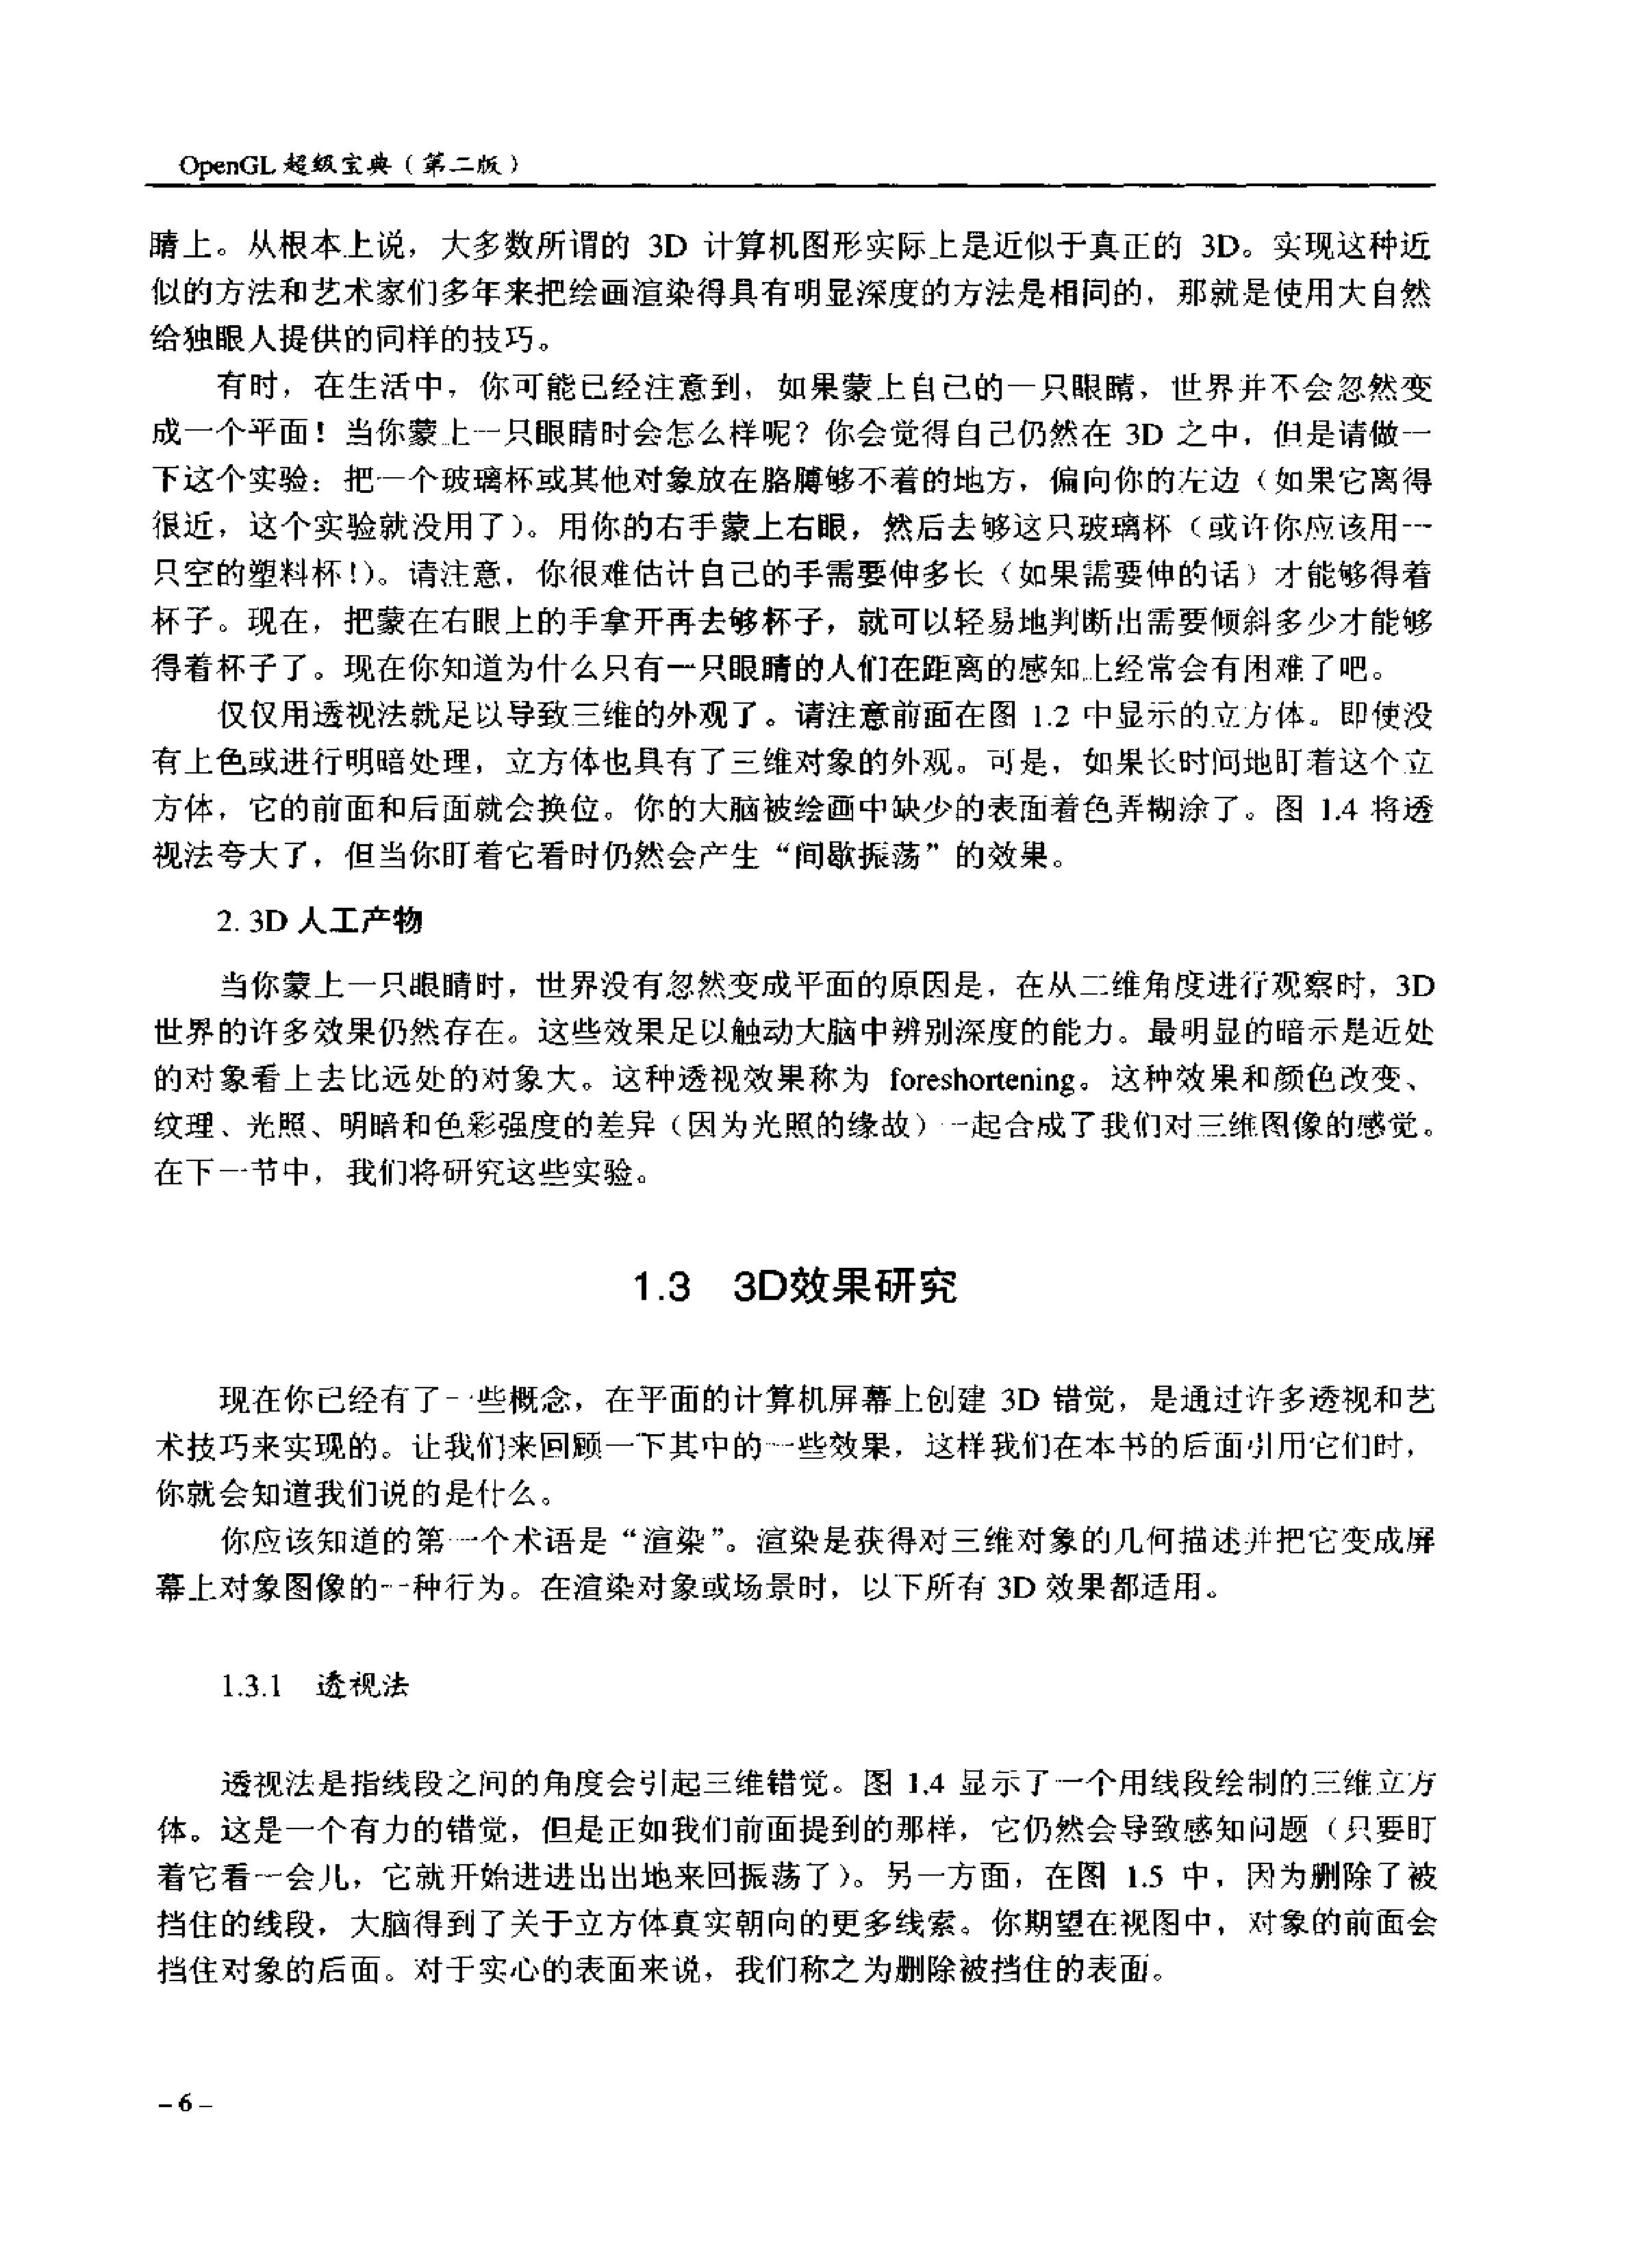 OpenGL 超级宝典（第二版）
睛上。从根本上说，大多数所谓的 3D 计算机图形实际上是近似于真正的 3D。实现这种近
似的方法和艺术家们多年来把绘画渲染得具有明显深度的方法是相同的，那就是使用大自然
给独眼人提供的同样的技巧。
有时，在生活中，你可能已经注意到，如果蒙上自己的一只眼睛，世界并不会忽然变
成一个平面！当你蒙上一只眼睛时会怎么样呢？你会觉得自己仍然在 3D 之中，但是请做一
下这个实验：把一个玻璃杯或其他对象放在胳膊够不着的地方，偏向你的左边（如果它离得
很近，这个实验就没用了）。用你的右手蒙上右眼，然后去够这只玻璃杯（或许你应该用一
只空的塑料杯！）。请注意，你很难估计自己的手需要伸多长（如果需要伸的话）才能够得着
杯子。现在，把蒙在右眼上的手拿开再去够杯子，就可以轻易地判断出需要倾斜多少才能够
得着杯子了。现在你知道为什么只有一只眼睛的人们在距离的感知上经常会有困难了吧。
仅仅用透视法就足以导致三维的外观了。请注意前面在图 1.2 中显示的立方体。即使没
有上色或进行明暗处理，立方体也具有了三维对象的外观。可是，如果长时间地盯着这个立
方体，它的前面和后面就会换位。你的大脑被绘画中缺少的表面着色弄糊涂了。图 1.4 将透
视法夸大了，但当你盯着它看时仍然会产生“间歇振荡”的效果。
2. 3D 人工产物
当你蒙上一只眼睛时，世界没有忽然变成平面的原因是，在从二维角度进行观察时，3D
世界的许多效果仍然存在。这些效果足以触动大脑中辨别深度的能力。最明显的暗示是近处
的对象看上去比远处的对象大。这种透视效果称为 foreshortening。这种效果和颜色改变、
纹理、光照、明暗和色彩强度的差异（因为光照的缘故）一起合成了我们对三维图像的感觉。
在下一节中，我们将研究这些实验。
1.3 3D效果研究
现在你已经有了一些概念，在平面的计算机屏幕上创建 3D 错觉，是通过许多透视和艺
术技巧来实现的。让我们来回顾一下其中的一些效果，这样我们在本书的后面引用它们时，
你就会知道我们说的是什么。
你应该知道的第一个术语是“渲染”。渲染是获得对三维对象的几何描述并把它变成屏
幕上对象图像的一种行为。在渲染对象或场景时，以下所有 3D 效果都适用。
1.3.1 透视法
透视法是指线段之间的角度会引起三维错觉。图 1.4 显示了一个用线段绘制的三维立方
体。这是一个有力的错觉，但是正如我们前面提到的那样，它仍然会导致感知问题（只要盯
着它看一会儿，它就开始进进出出地来回振荡了）。另一方面，在图 1.5 中，因为删除了被
挡住的线段，大脑得到了关于立方体真实朝向的更多线索。你期望在视图中，对象的前面会
挡住对象的后面。对于实心的表面来说，我们称之为删除被挡住的表面。
– 6 –